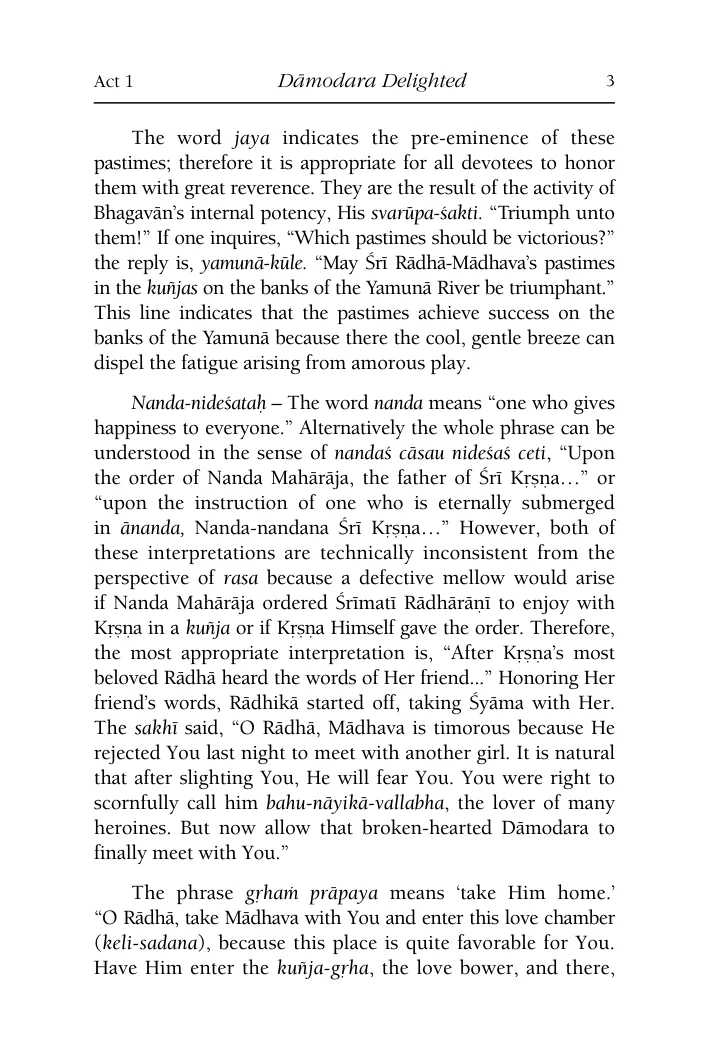 Act 1 Dāmodara Delighted 3
The word jaya indicates the pre-eminence of these
pastimes; therefore it is appropriate for all devotees to honor
them with great reverence. They are the result of the activity of
Bhagavān’s internal potency, His svarūpa-śakti. “Triumph unto
them!” If one inquires, “Which pastimes should be victorious?”
the reply is, yamunā-kūle. “May Śrī Rādhā-Mādhava’s pastimes
in the kuñjas on the banks of the Yamunā River be triumphant.”
This line indicates that the pastimes achieve success on the
banks of the Yamunā because there the cool, gentle breeze can
dispel the fatigue arising from amorous play.
Nanda-nideśataḥ – The word nanda means “one who gives
happiness to everyone.” Alternatively the whole phrase can be
understood in the sense of nandaś cāsau nideśaś ceti, “Upon
the order of Nanda Mahārāja, the father of Śrī Kṛṣṇa…” or
“upon the instruction of one who is eternally submerged
in ānanda, Nanda-nandana Śrī Kṛṣṇa…” However, both of
these interpretations are technically inconsistent from the
perspective of rasa because a defective mellow would arise
if Nanda Mahārāja ordered Śrīmatī Rādhārāṇī to enjoy with
Kṛṣṇa in a kuñja or if Kṛṣṇa Himself gave the order. Therefore,
the most appropriate interpretation is, “After Kṛṣṇa’s most
beloved Rādhā heard the words of Her friend...” Honoring Her
friend’s words, Rādhikā started off, taking Śyāma with Her.
The sakhī said, “O Rādhā, Mādhava is timorous because He
rejected You last night to meet with another girl. It is natural
that after slighting You, He will fear You. You were right to
scornfully call him bahu-nāyikā-vallabha, the lover of many
heroines. But now allow that broken-hearted Dāmodara to
finally meet with You.”
The phrase gṛhaṁ prāpaya means ‘take Him home.’
“O Rādhā, take Mādhava with You and enter this love chamber
(keli-sadana), because this place is quite favorable for You.
Have Him enter the kuñja-gṛha, the love bower, and there,